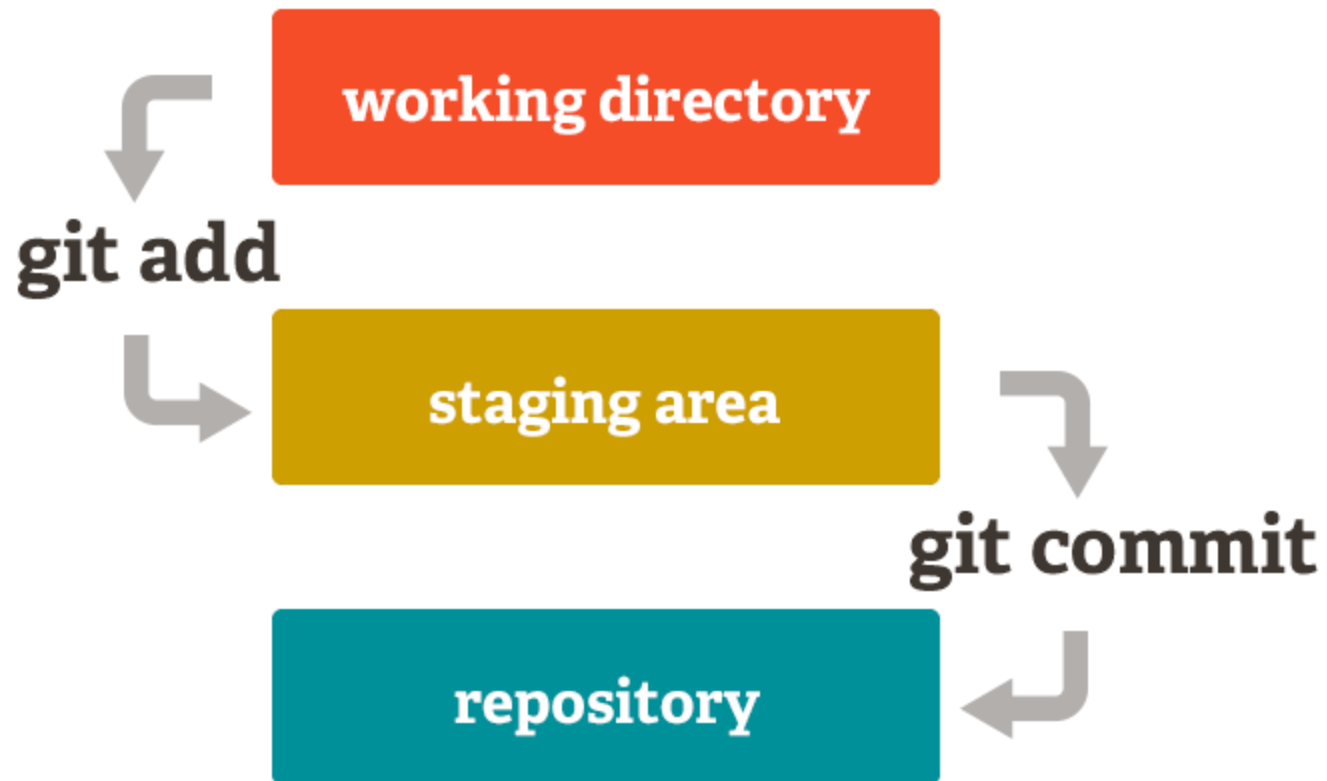 working directory
git add
staging area
git commit
repository